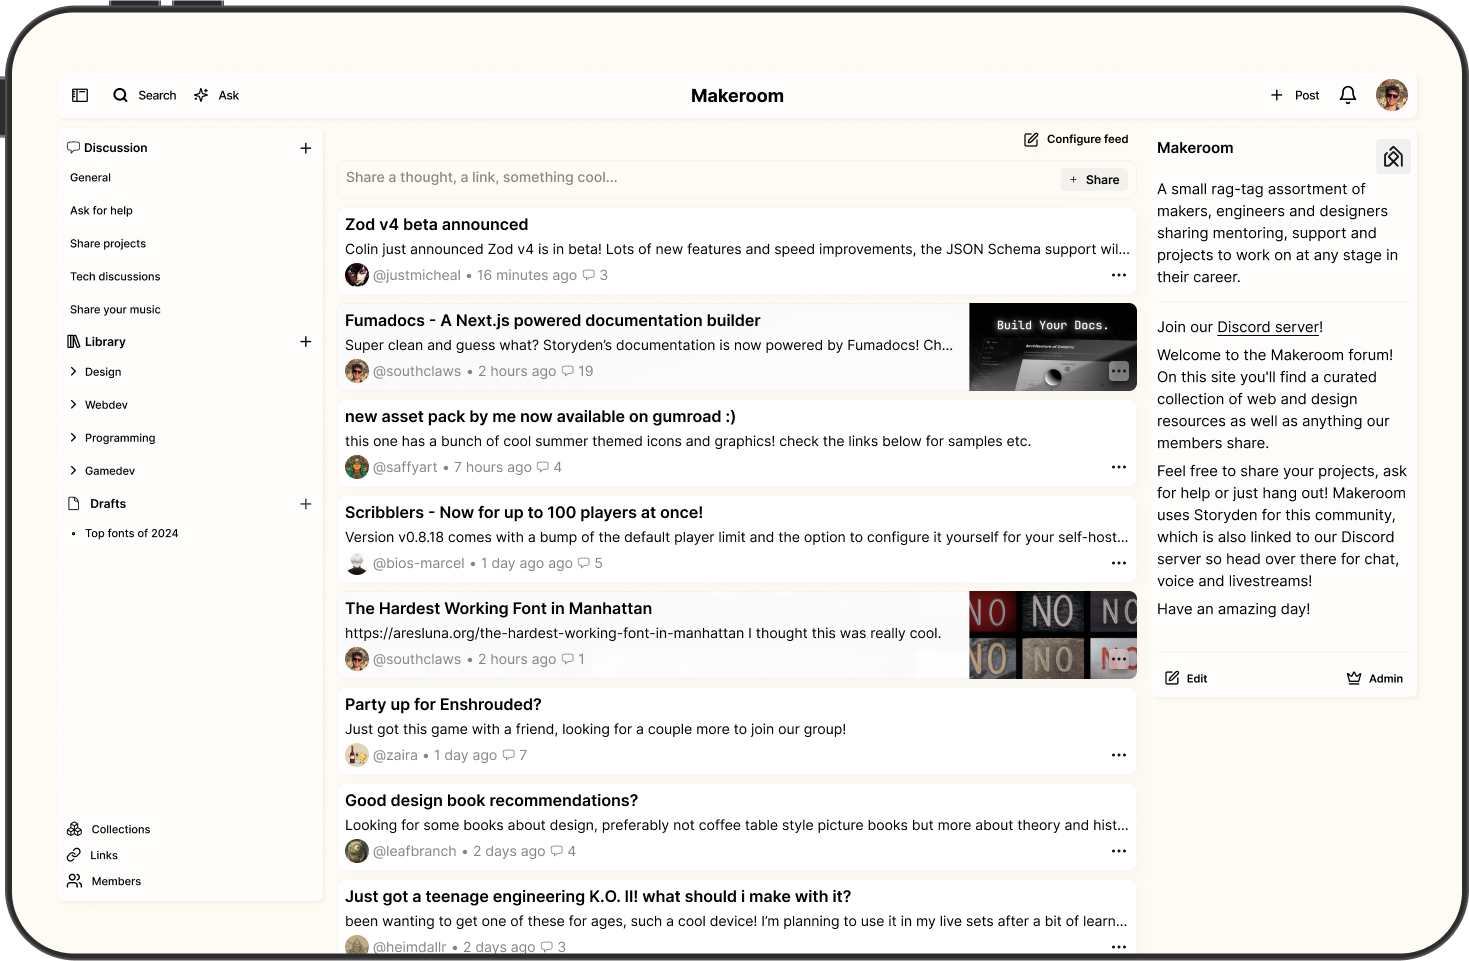 Search
Ask
Makeroom
Post
Discussion
General
Ask for help
Share projects
Tech discussions
Share your music
Library
Design
Webdev
Programming
Gamedev
Drafts
Top fonts of 2024
Collections
Links
Members
Configure feed
Share a thought, a link, something cool...
+ Share
Zod v4 beta announced
Colin just announced Zod v4 is in beta! Lots of new features and speed improvements, the JSON Schema support wil...
@justmicheal • 16 minutes ago 3
Fumadocs - A Next.js powered documentation builder
Super clean and guess what? Storyden’s documentation is now powered by Fumadocs! Ch...
@southclaws • 2 hours ago 19
Build Your Docs.
new asset pack by me now available on gumroad :)
this one has a bunch of cool summer themed icons and graphics! check the links below for samples etc.
@saffyart • 7 hours ago 4
Scribblers - Now for up to 100 players at once!
Version v0.8.18 comes with a bump of the default player limit and the option to configure it yourself for your self-host...
@bios-marcel • 1 day ago ago 5
The Hardest Working Font in Manhattan
https://aresluna.org/the-hardest-working-font-in-manhattan I thought this was really cool.
@southclaws • 2 hours ago 1
NO NO NO
NO NO NO
Party up for Enshrouded?
Just got this game with a friend, looking for a couple more to join our group!
@zaira • 1 day ago 7
Good design book recommendations?
Looking for some books about design, preferably not coffee table style picture books but more about theory and hist...
@leafbranch • 2 days ago 4
Just got a teenage engineering K.O. II! what should i make with it?
been wanting to get one of these for ages, such a cool device! I’m planning to use it in my live sets after a bit of learn...
@heimdallr • 2 days ago 3
Makeroom
A small rag-tag assortment of
makers, engineers and designers
sharing mentoring, support and
projects to work on at any stage in
their career.
Join our Discord server!
Welcome to the Makeroom forum!
On this site you'll find a curated
collection of web and design
resources as well as anything our
members share.
Feel free to share your projects, ask
for help or just hang out! Makeroom
uses Storyden for this community,
which is also linked to our Discord
server so head over there for chat,
voice and livestreams!
Have an amazing day!
Edit
Admin